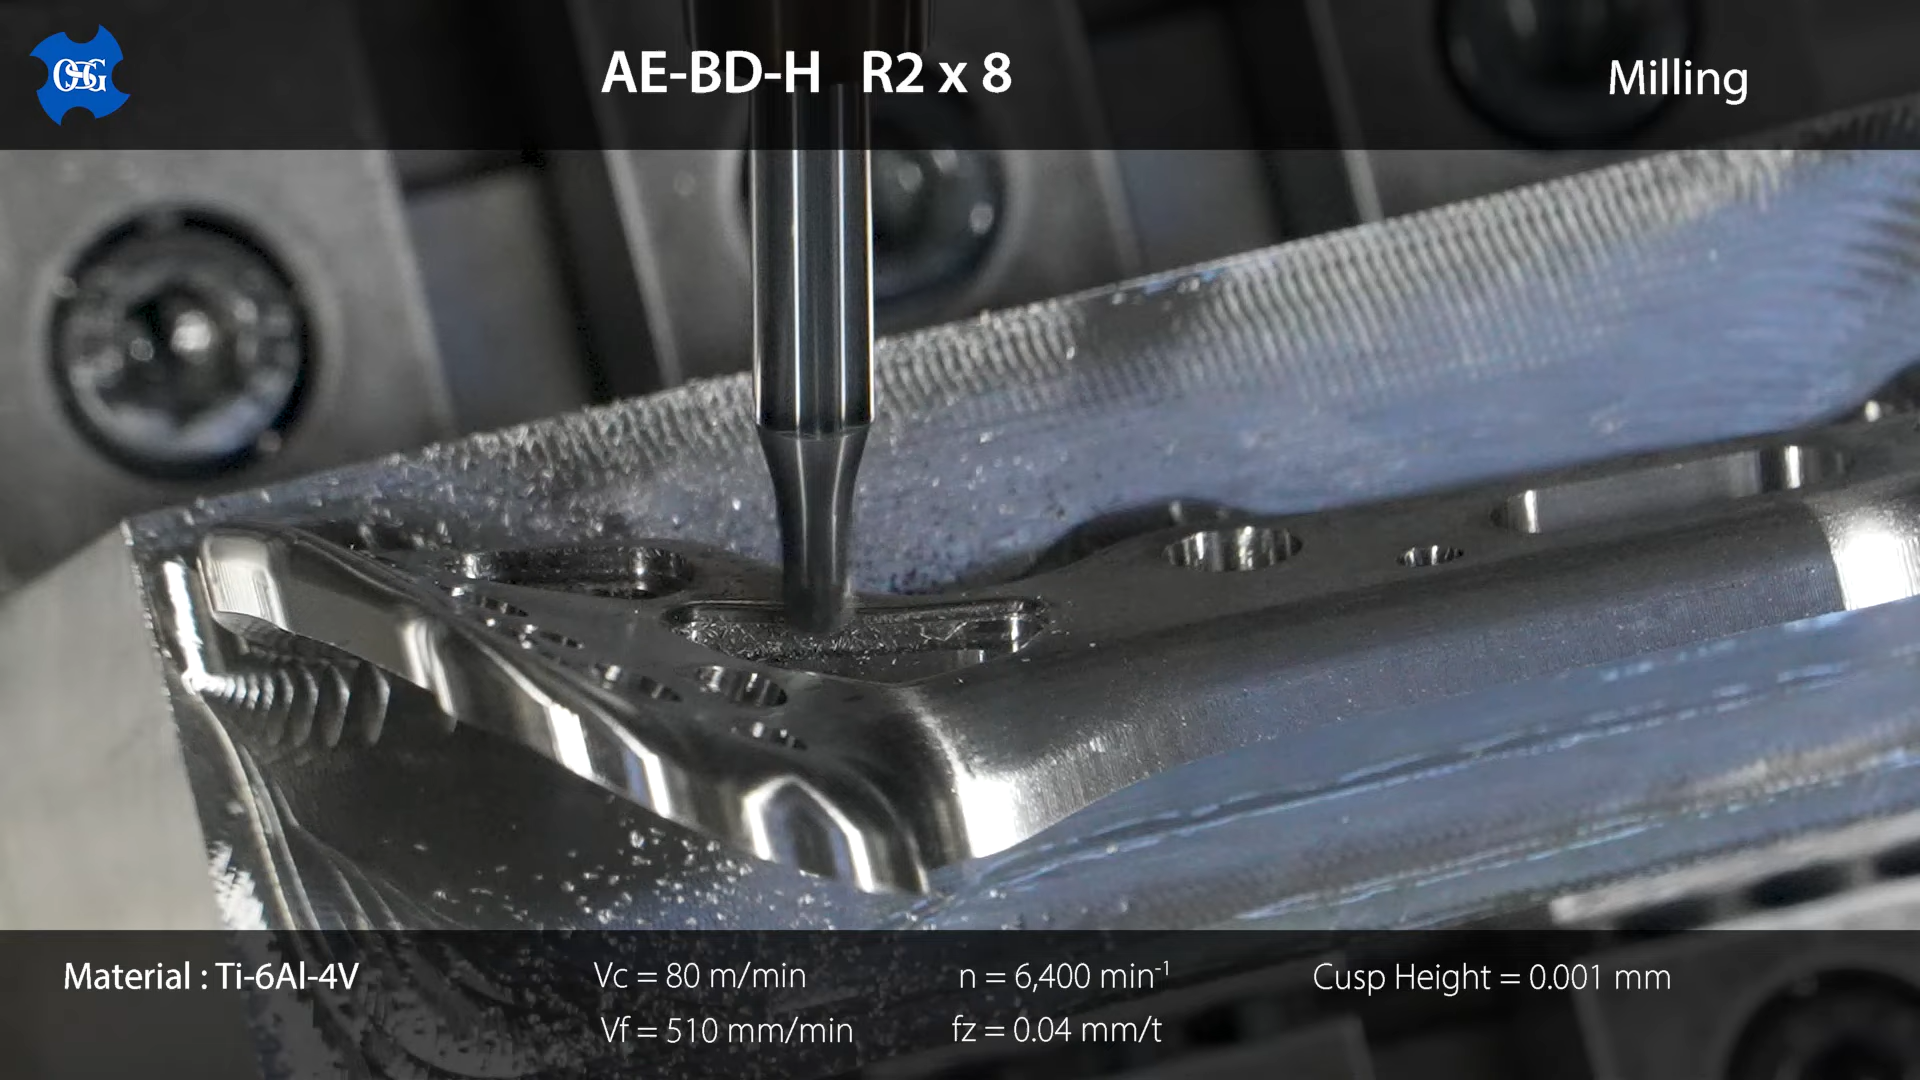 OSG
AE-BD-H R2 x 8
Milling
Material : Ti-6Al-4V
Vc = 80 m/min
n = 6,400 min⁻¹
Cusp Height = 0.001 mm
Vf = 510 mm/min
fz = 0.04 mm/t